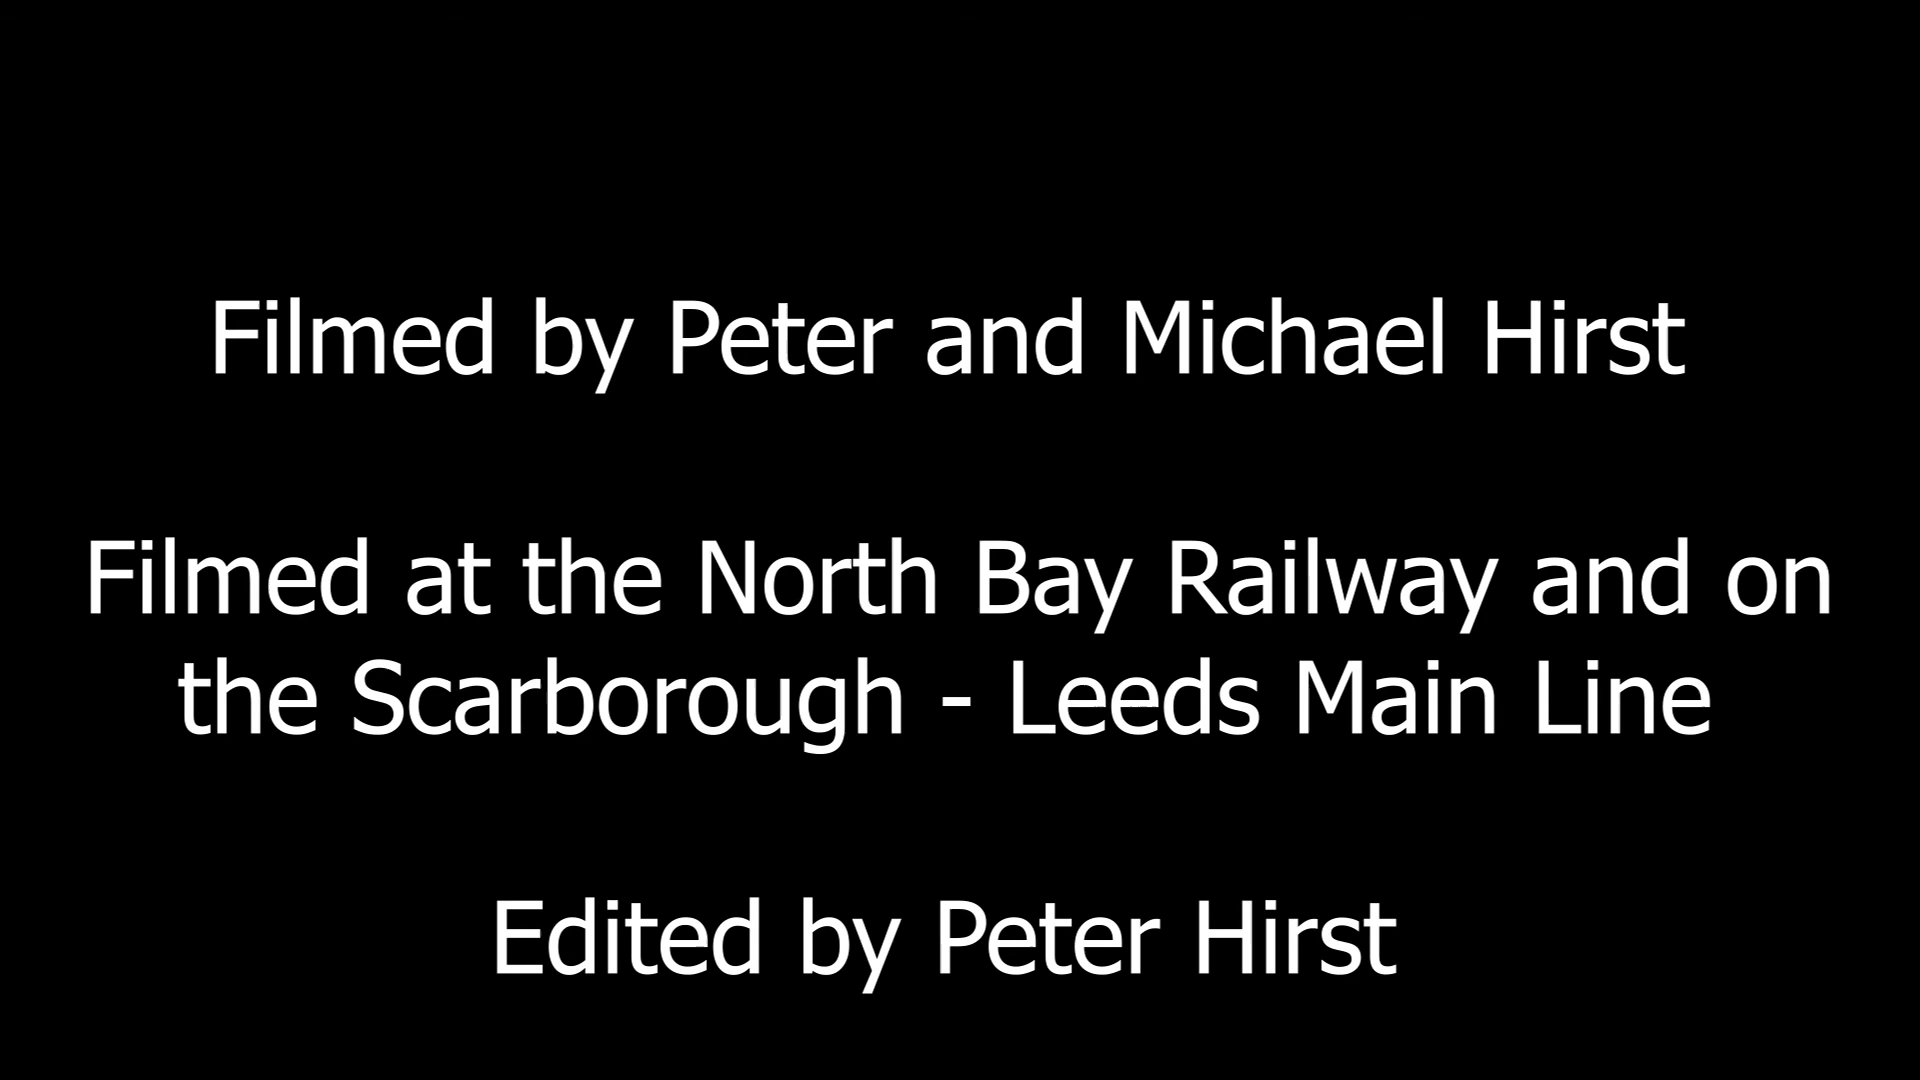 Filmed by Peter and Michael Hirst
Filmed at the North Bay Railway and on
the Scarborough - Leeds Main Line
Edited by Peter Hirst